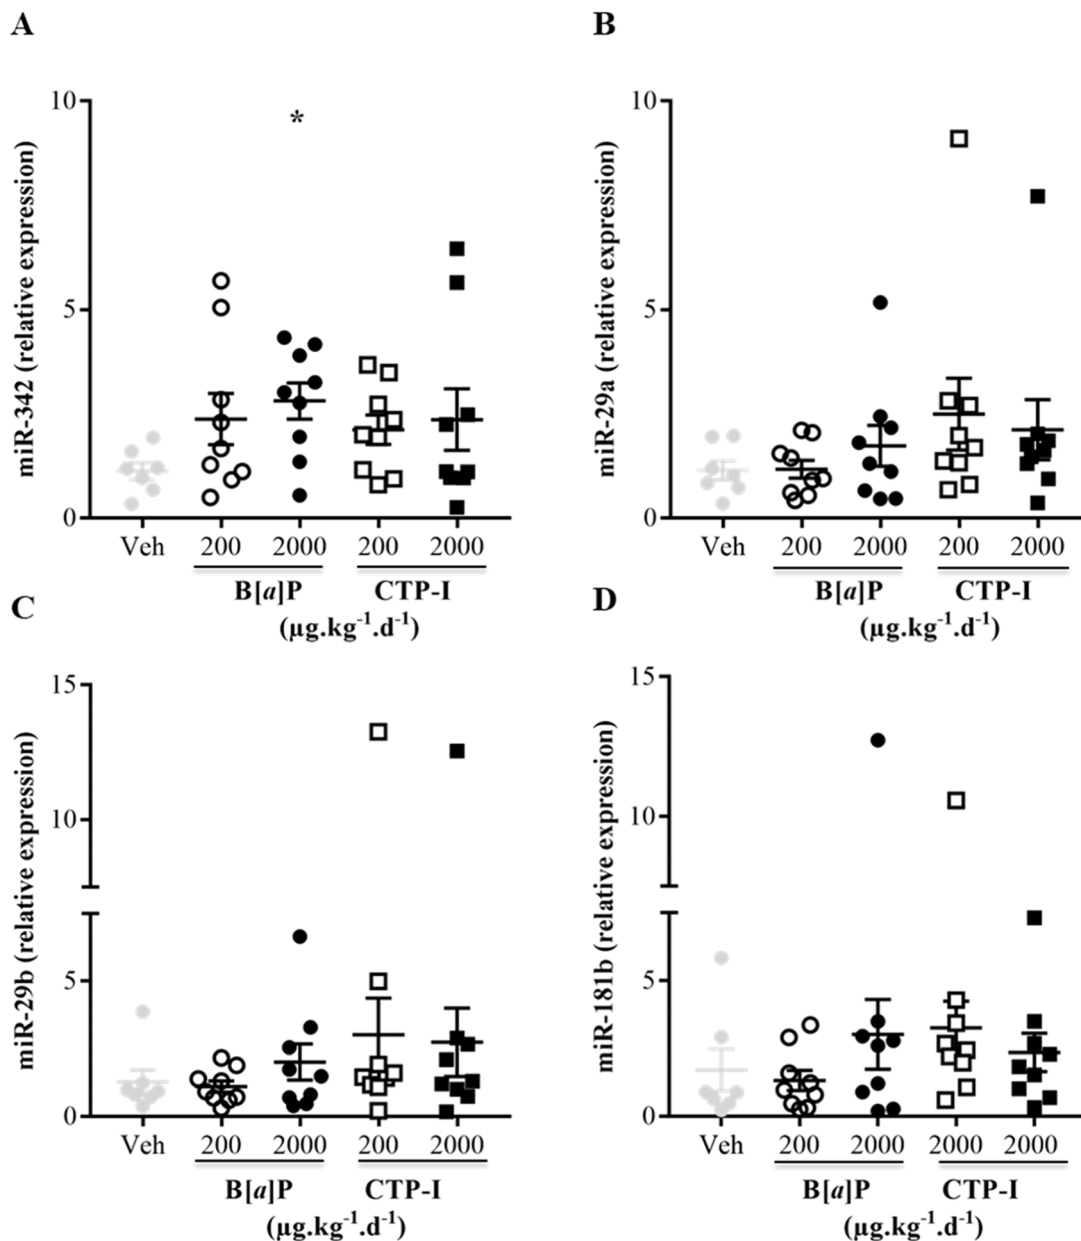 A
miR-342 (relative expression)
10
5
0
*
Veh 200 2000 200 2000
B[a]P CTP-I
(µg.kg-1.d-1)
B
miR-29a (relative expression)
10
5
0
Veh 200 2000 200 2000
B[a]P CTP-I
(µg.kg-1.d-1)
C
miR-29b (relative expression)
15
10
5
0
Veh 200 2000 200 2000
B[a]P CTP-I
(µg.kg-1.d-1)
D
miR-181b (relative expression)
15
10
5
0
Veh 200 2000 2000 2000
B[a]P CTP-I
(µg.kg-1.d-1)